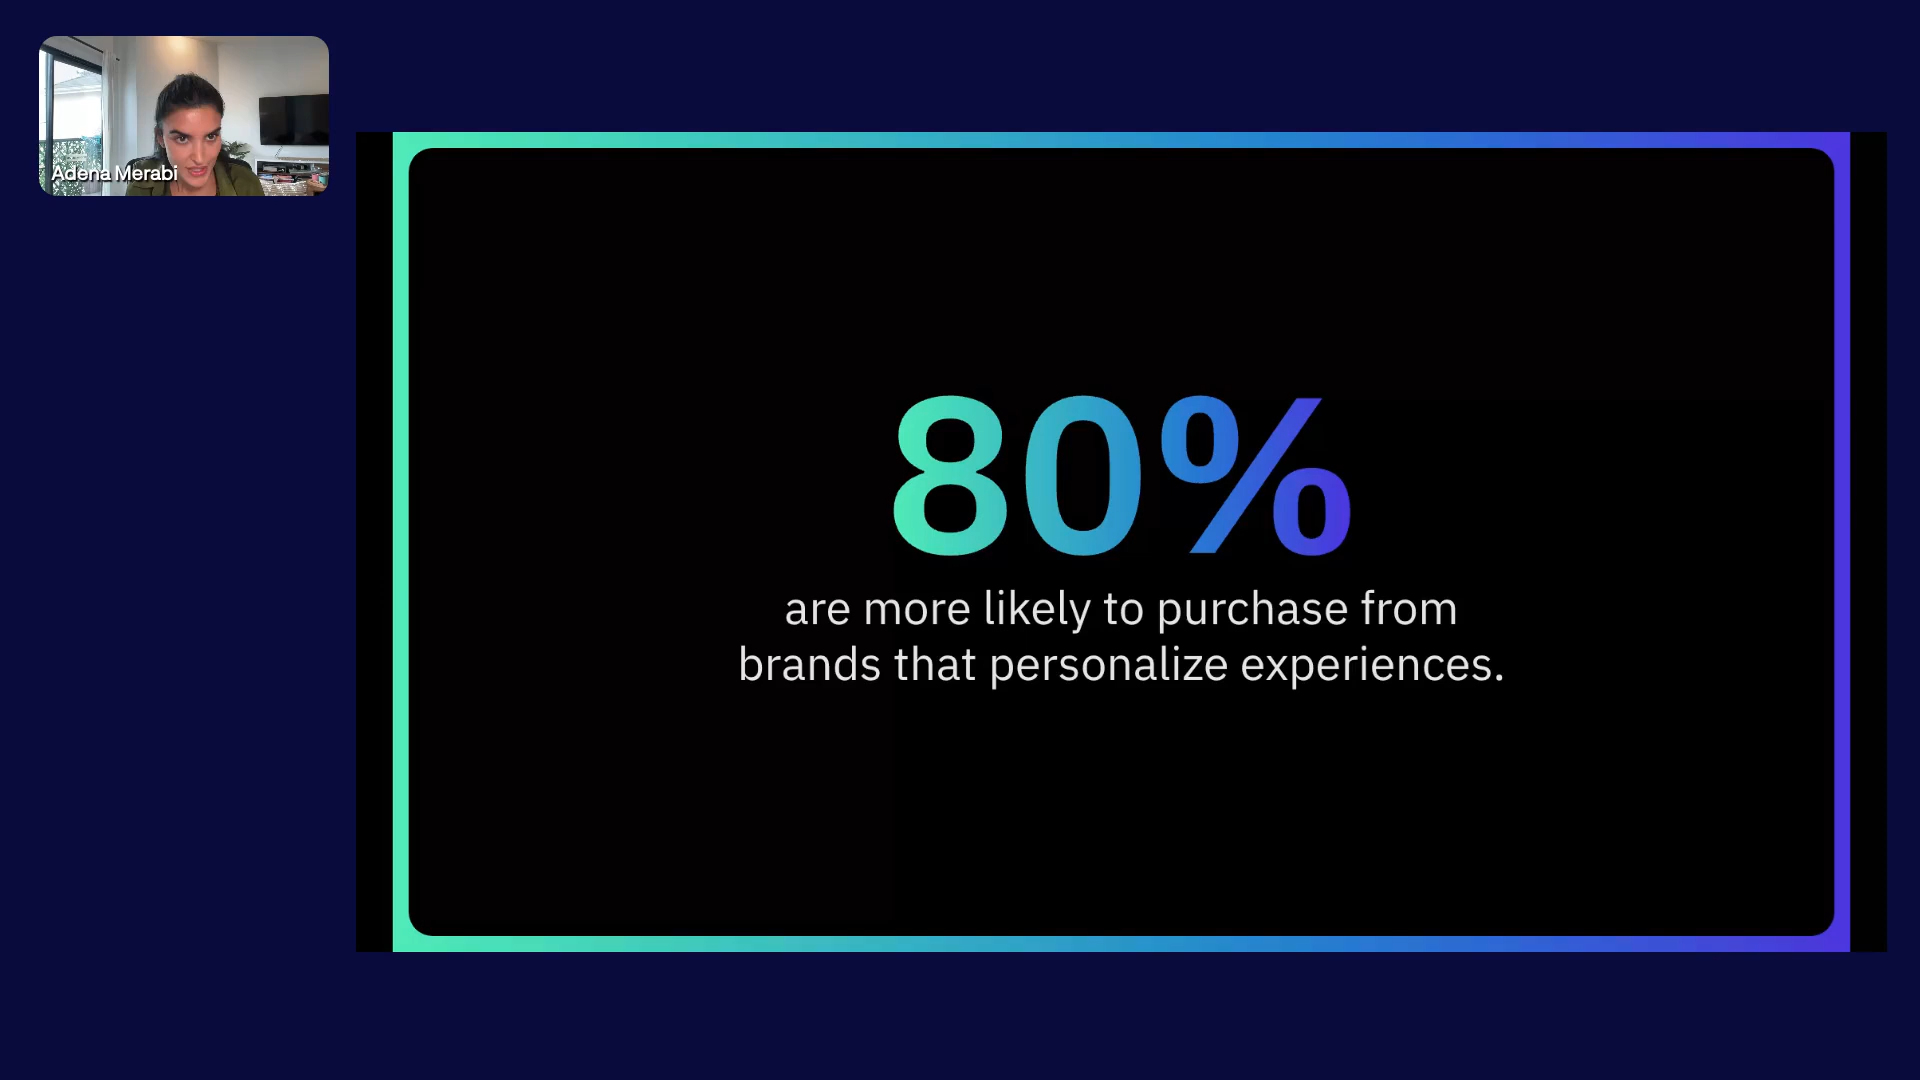 Adena Merabi
80%
are more likely to purchase from
brands that personalize experiences.